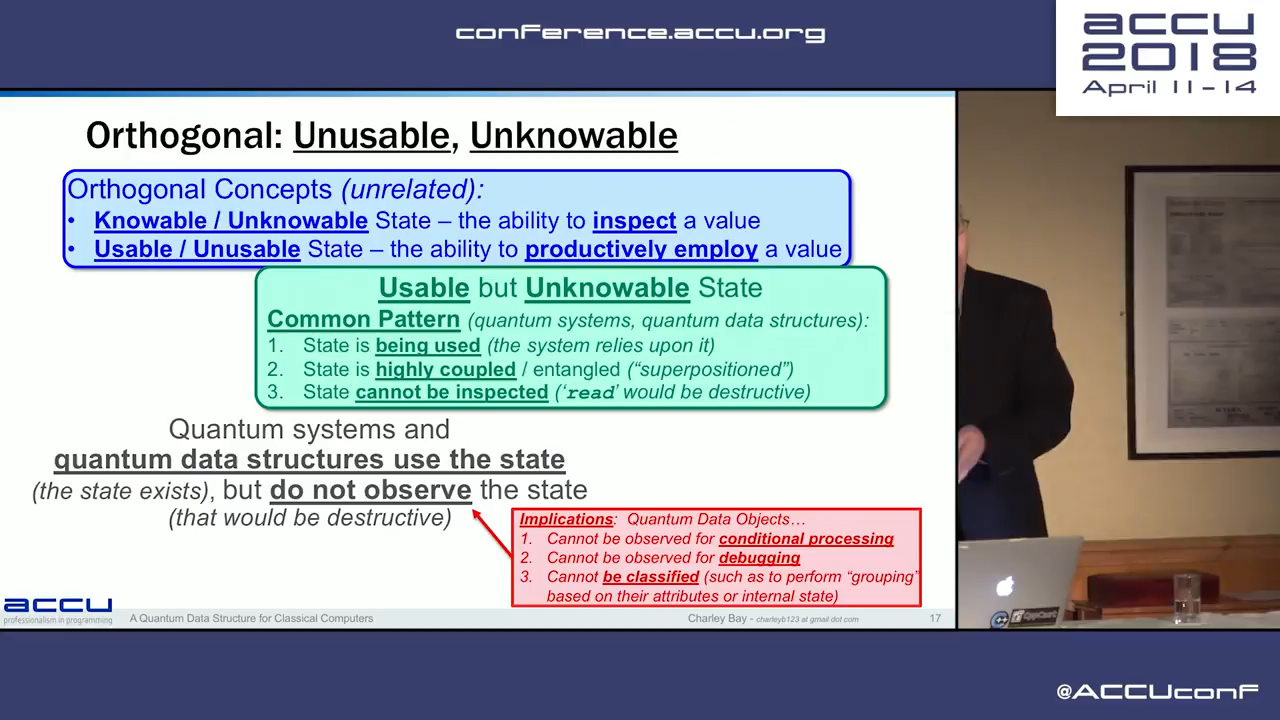 conference.accu.org
accu
2018
April 11-14
Orthogonal: Unusable, Unknowable
Orthogonal Concepts (unrelated):
• Knowable / Unknowable State – the ability to inspect a value
• Usable / Unusable State – the ability to productively employ a value
Usable but Unknowable State
Common Pattern (quantum systems, quantum data structures):
1. State is being used (the system relies upon it)
2. State is highly coupled / entangled (“superpositioned”)
3. State cannot be inspected (‘read’ would be destructive)
Quantum systems and
quantum data structures use the state
(the state exists), but do not observe the state
(that would be destructive)
Implications: Quantum Data Objects…
1. Cannot be observed for conditional processing
2. Cannot be observed for debugging
3. Cannot be classified (such as to perform “grouping”
based on their attributes or internal state)
accu
professionalism in programming
A Quantum Data Structure for Classical Computers
Charley Bay - charleyb123 at gmail dot com
17
@ACCUconf